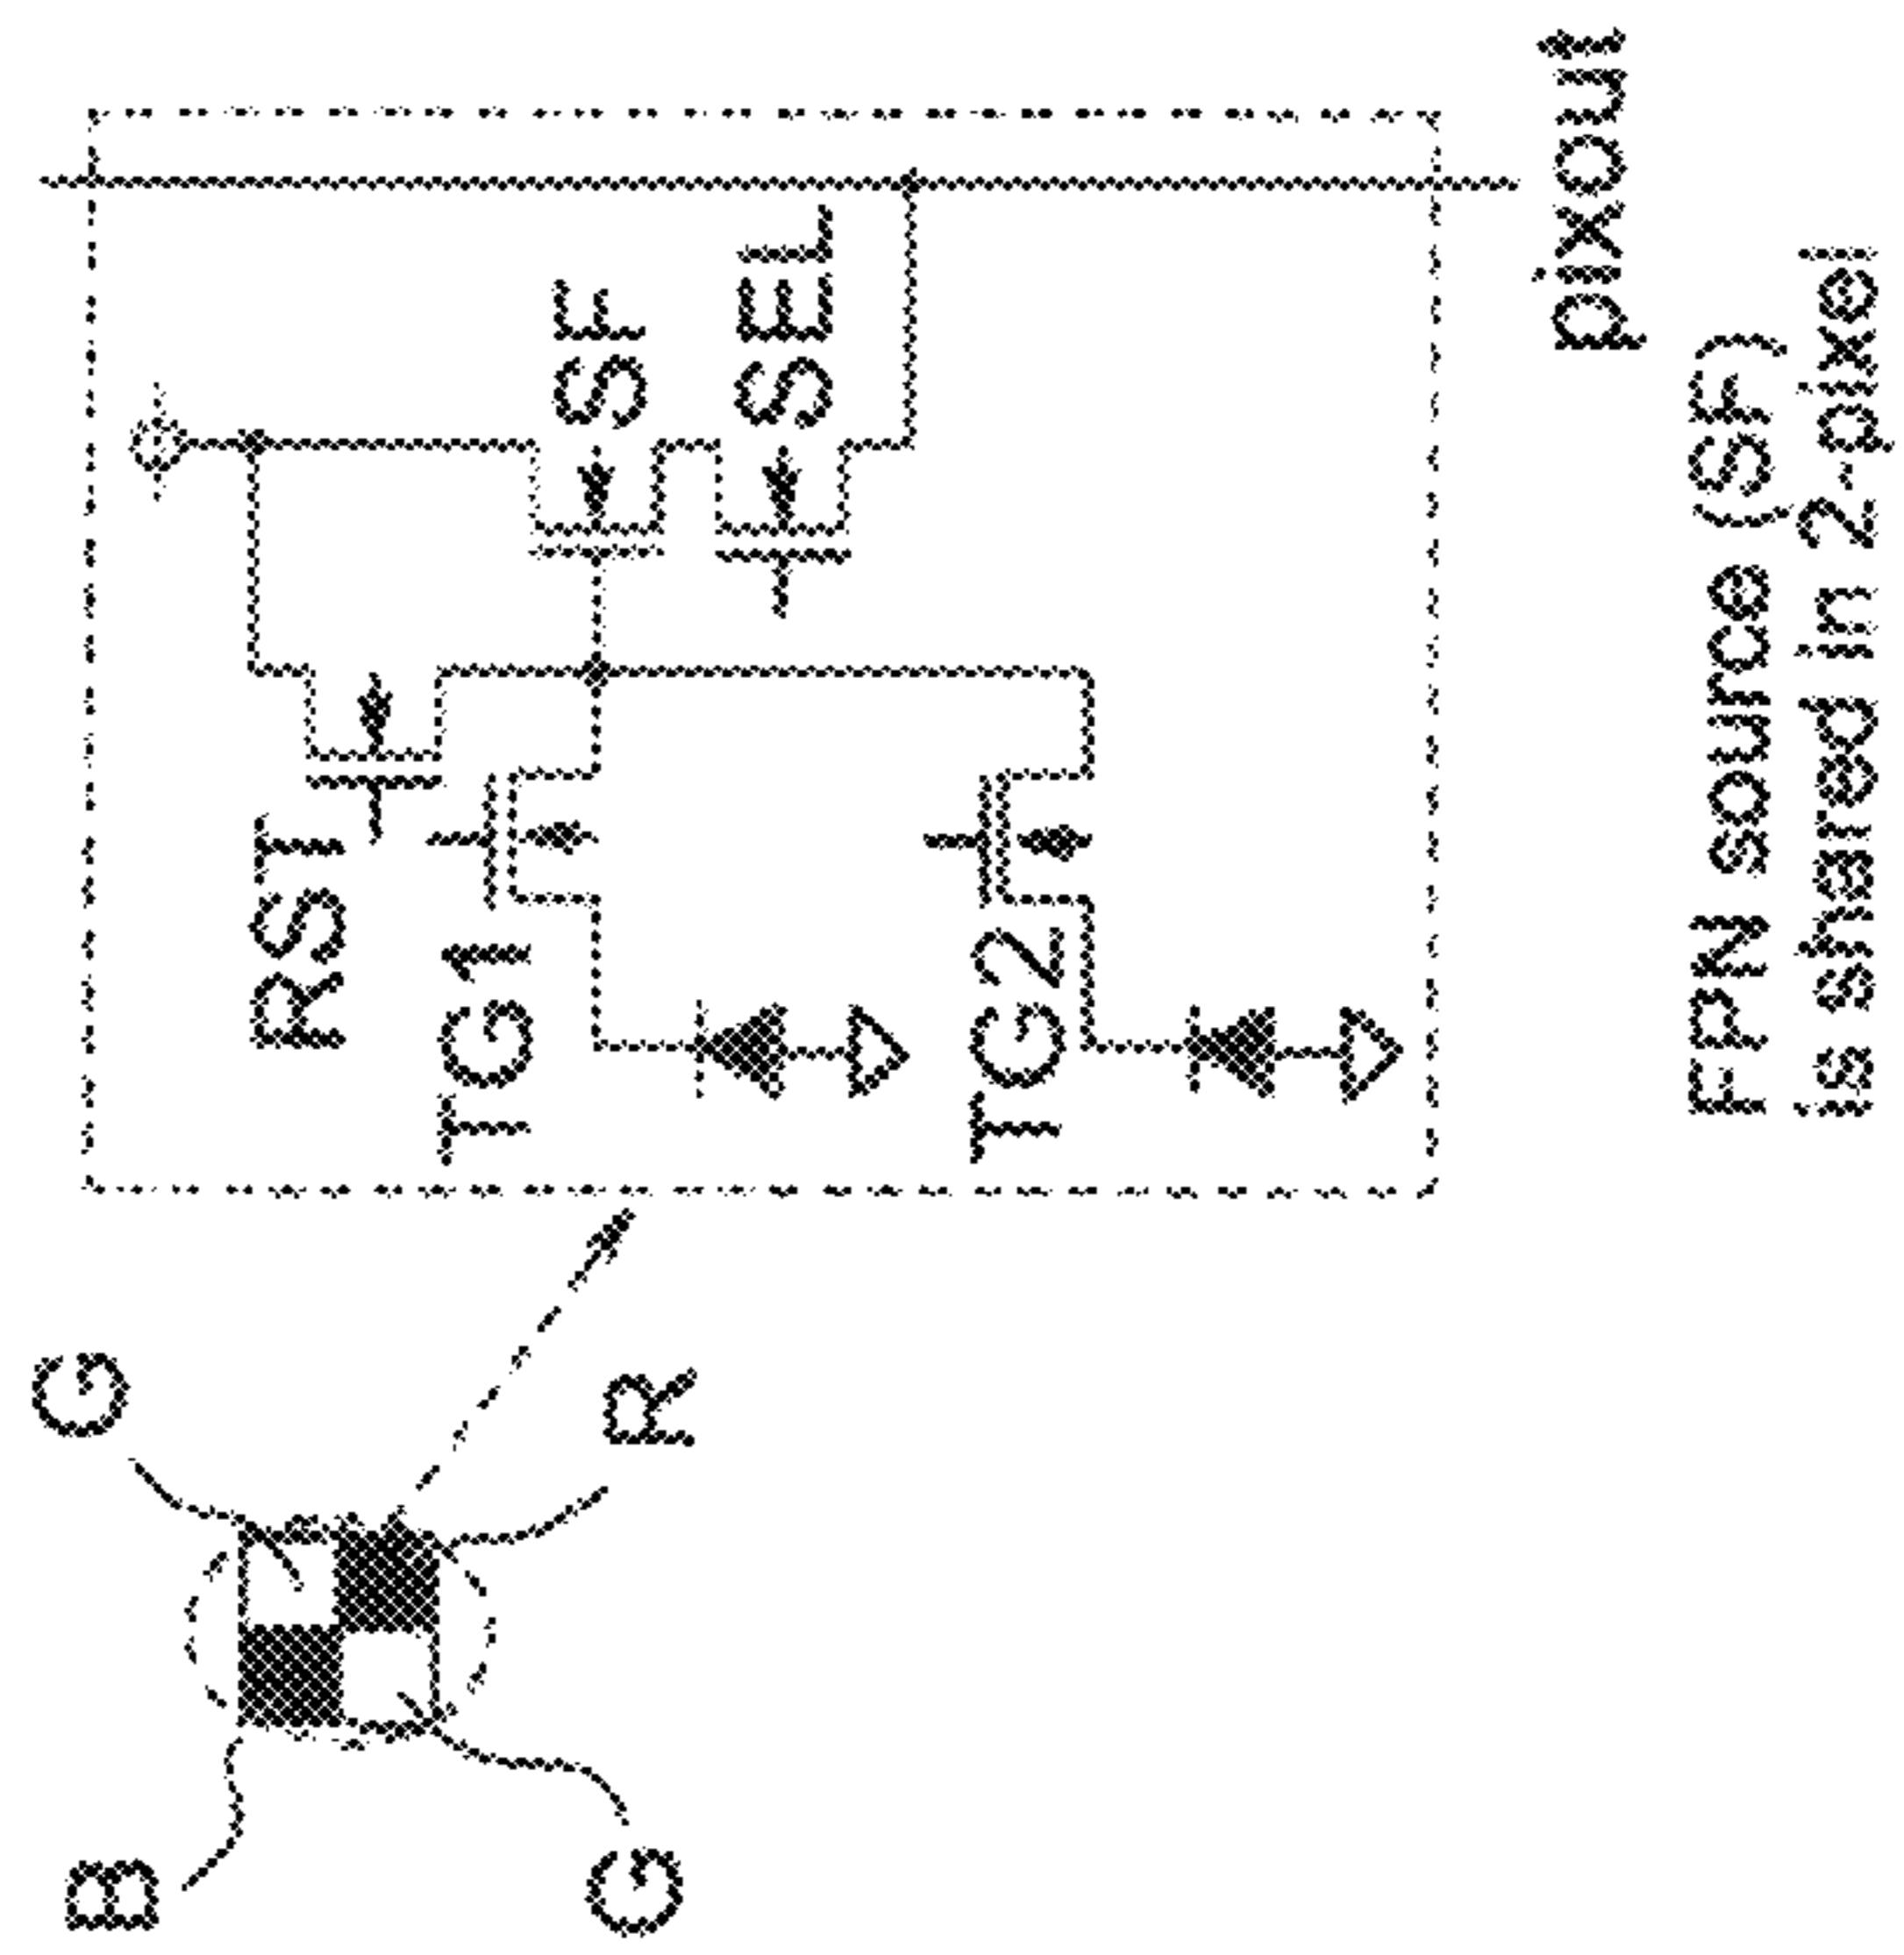 B
G
G
R
RST
TG1
SF
SEL
TG2
pixout
FPN source (SF)
is shared in 2-pixel